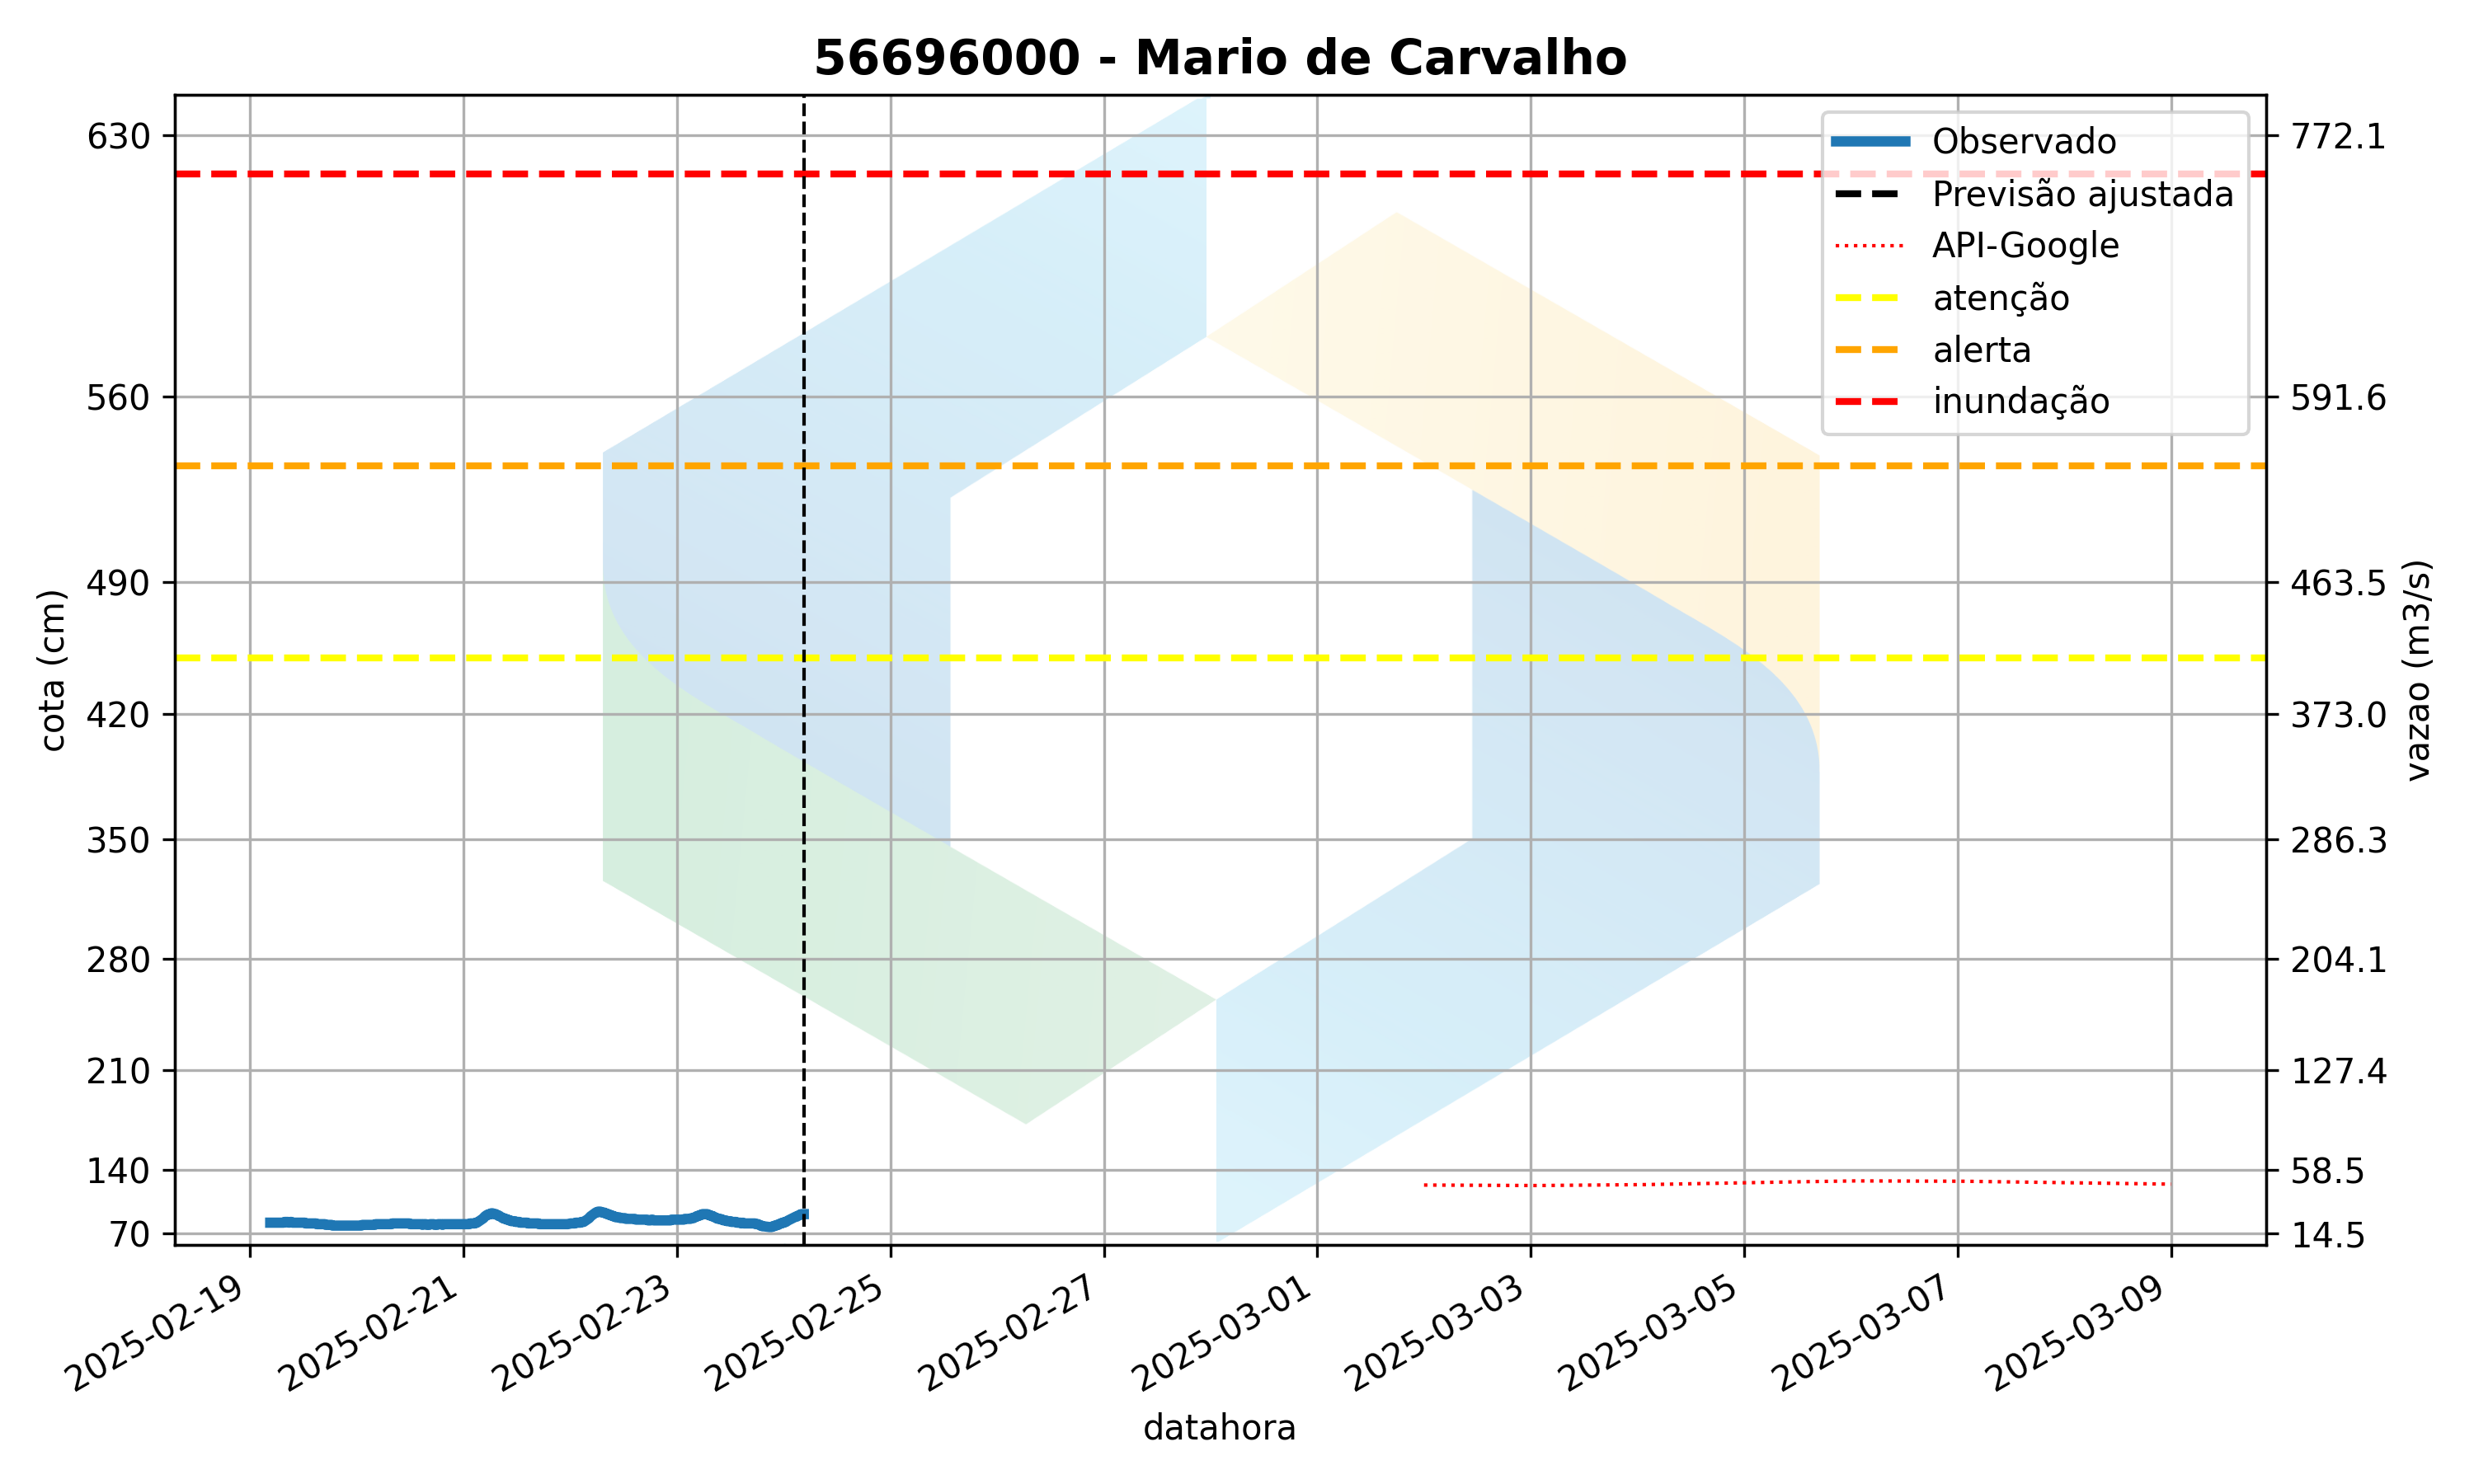 56696000 - Mario de Carvalho
Observado
Previsão ajustada
API-Google
atenção
alerta
inundação
630
560
490
420
350
280
210
140
70
cota (cm)
772.1
591.6
463.5
373.0
286.3
204.1
127.4
58.5
14.5
vazao (m3/s)
2025-02-19
2025-02-21
2025-02-23
2025-02-25
2025-02-27
2025-03-01
2025-03-03
2025-03-05
2025-03-07
2025-03-09
datahora